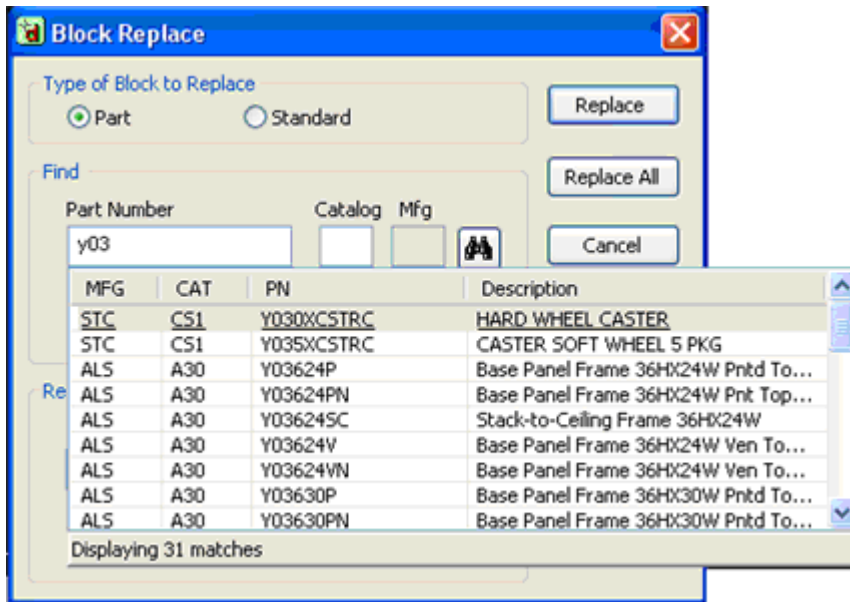 Block Replace
Type of Block to Replace
Part Standard
Replace
Find
Replace All
Part Number Catalog Mfg
y03
Cancel
MFG CAT PN Description
STC CS1 Y030XCSTRC HARD WHEEL CASTER
STC CS1 Y035XCSTRC CASTER SOFT WHEEL 5 PKG
ALS A30 Y03624P Base Panel Frame 36HX24W Pntd To...
Re ALS A30 Y03624PN Base Panel Frame 36HX24W Pnt Top...
ALS A30 Y03624SC Stack-to-Ceiling Frame 36HX24W
ALS A30 Y03624V Base Panel Frame 36HX24W Ven To...
ALS A30 Y03624VN Base Panel Frame 36HX24W Ven To...
ALS A30 Y03630P Base Panel Frame 36HX30W Pntd To...
ALS A30 Y03630PN Base Panel Frame 36HX30W Pntd To...
Displaying 31 matches